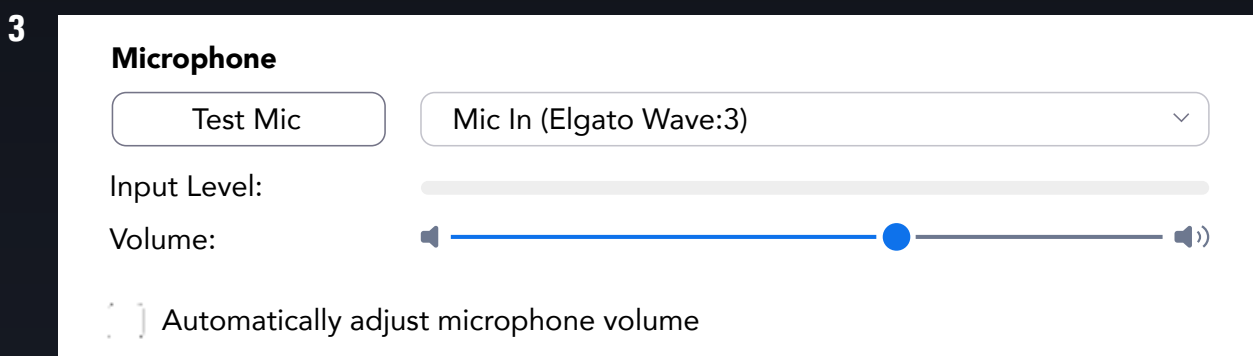 3
Microphone
Test Mic
Mic In (Elgato Wave:3)
Input Level:
Volume:
Automatically adjust microphone volume